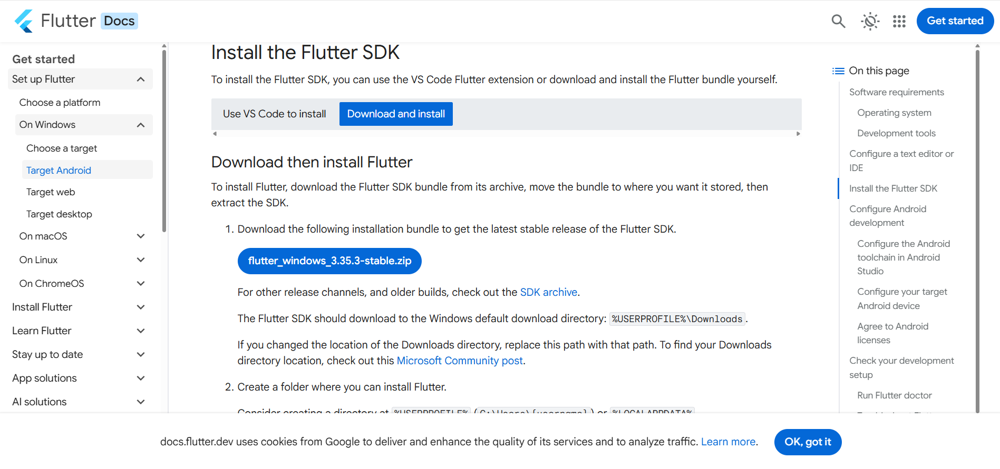 Flutter Docs
Get started
Get started
Set up Flutter
Choose a platform
On Windows
Choose a target
Target Android
Target web
Target desktop
On macOS
On Linux
On ChromeOS
Install Flutter
Learn Flutter
Stay up to date
App solutions
AI solutions
Install the Flutter SDK
To install the Flutter SDK, you can use the VS Code Flutter extension or download and install the Flutter bundle yourself.
Use VS Code to install
Download and install
Download then install Flutter
To install Flutter, download the Flutter SDK bundle from its archive, move the bundle to where you want it stored, then
extract the SDK.
1. Download the following installation bundle to get the latest stable release of the Flutter SDK.
flutter_windows_3.35.3-stable.zip
For other release channels, and older builds, check out the SDK archive.
The Flutter SDK should download to the Windows default download directory: %USERPROFILE%\Downloads.
If you changed the location of the Downloads directory, replace this path with that path. To find your Downloads
directory location, check out this Microsoft Community post.
2. Create a folder where you can install Flutter.
Consider creating a directory at %USERPROFILE% (C:\Users\{username}) or %LOCALAPPDATA%
On this page
Software requirements
Operating system
Development tools
Configure a text editor or
IDE
Install the Flutter SDK
Configure Android
development
Configure the Android
toolchain in Android
Studio
Configure your target
Android device
Agree to Android
licenses
Check your development
setup
Run Flutter doctor
docs.flutter.dev uses cookies from Google to deliver and enhance the quality of its services and to analyze traffic. Learn more.
OK, got it